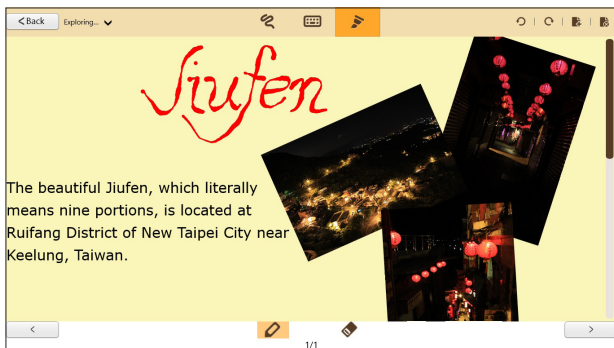 Back Exploring...
Jiufen
The beautiful Jiufen, which literally
means nine portions, is located at
Ruifang District of New Taipei City near
Keelung, Taiwan.
1/1